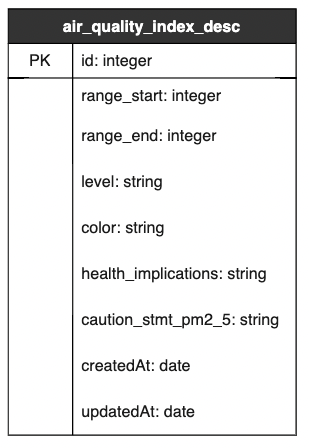 air_quality_index_desc
PK id: integer
range_start: integer
range_end: integer
level: string
color: string
health_implications: string
caution_stmt_pm2_5: string
createdAt: date
updatedAt: date